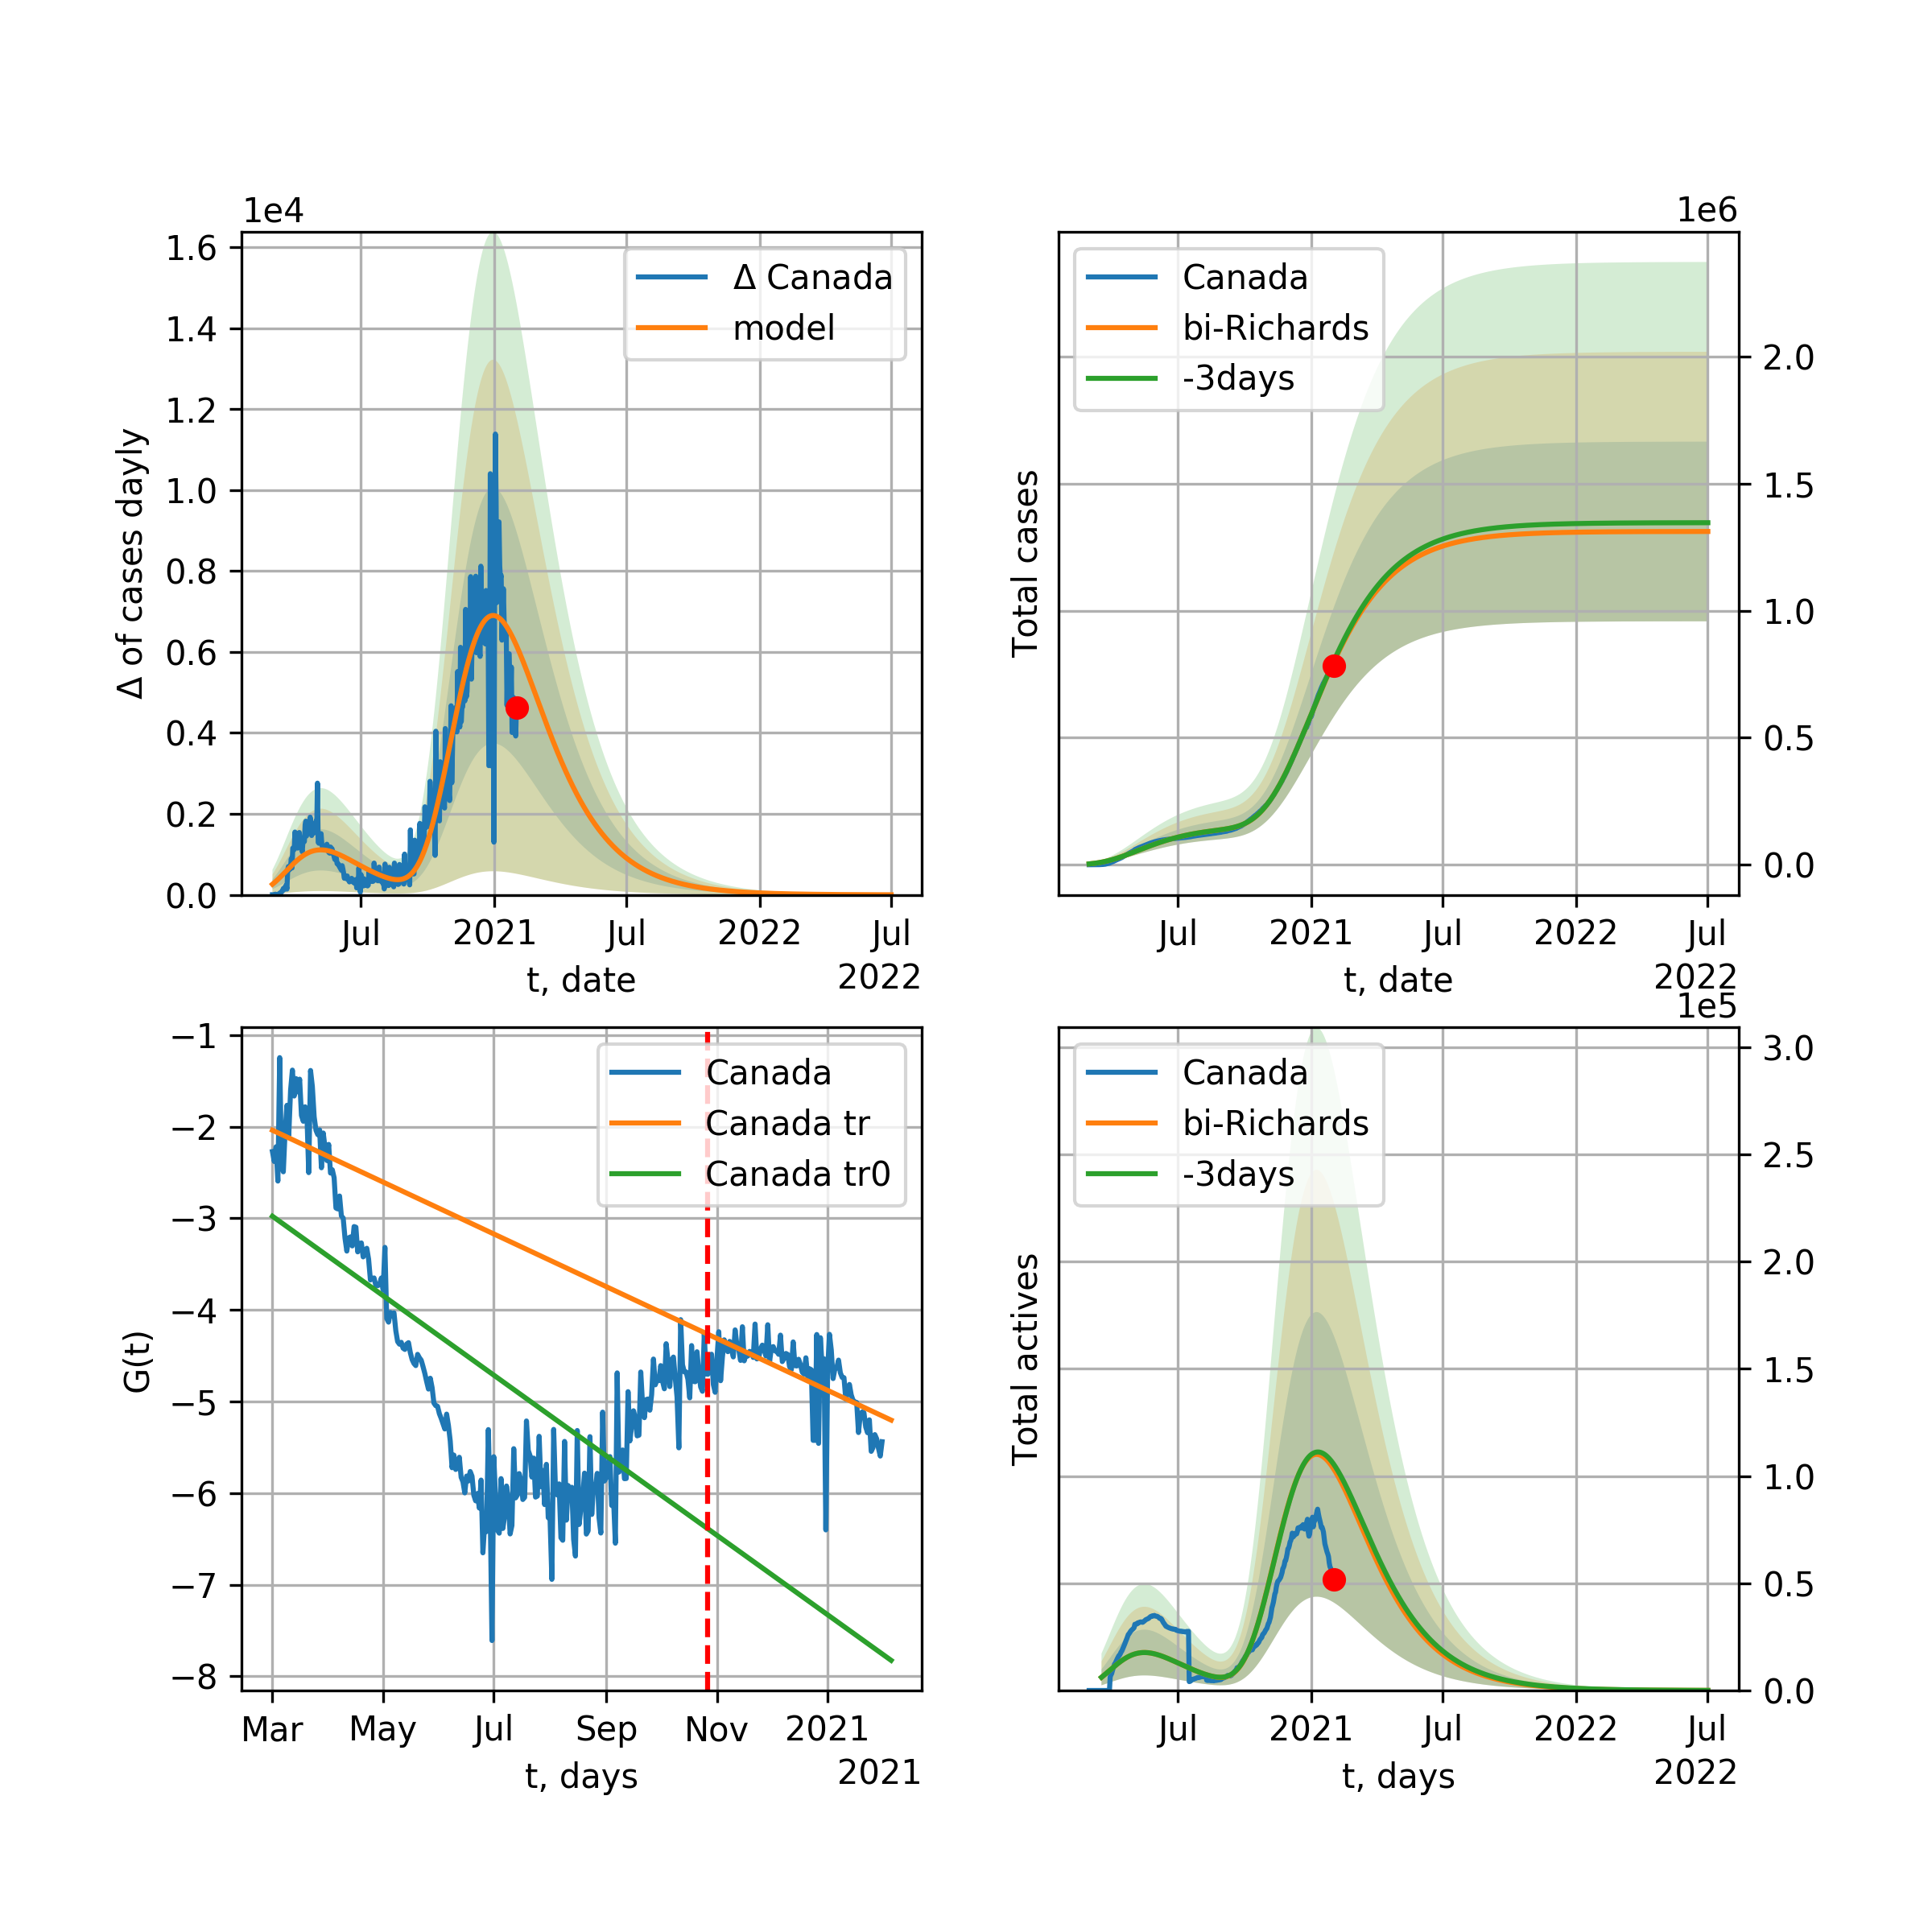 1e4
1.6
1.4
1.2
1.0
0.8
0.6
0.4
0.2
0.0
Δ of cases dayly
Δ Canada
model
Jul 2021 Jul 2022 Jul
2022
t, date
1e6
Canada
bi-Richards
-3days
2.0
1.5
1.0
0.5
0.0
Total cases
Jul 2021 Jul 2022 Jul
2022
t, date
−1
−2
−3
−4
−5
−6
−7
−8
G(t)
Canada
Canada tr
Canada tr0
Mar May Jul Sep Nov 2021
2021
t, days
1e5
Canada
bi-Richards
-3days
3.0
2.5
2.0
1.5
1.0
0.5
0.0
Total actives
Jul 2021 Jul 2022 Jul
2022
t, days